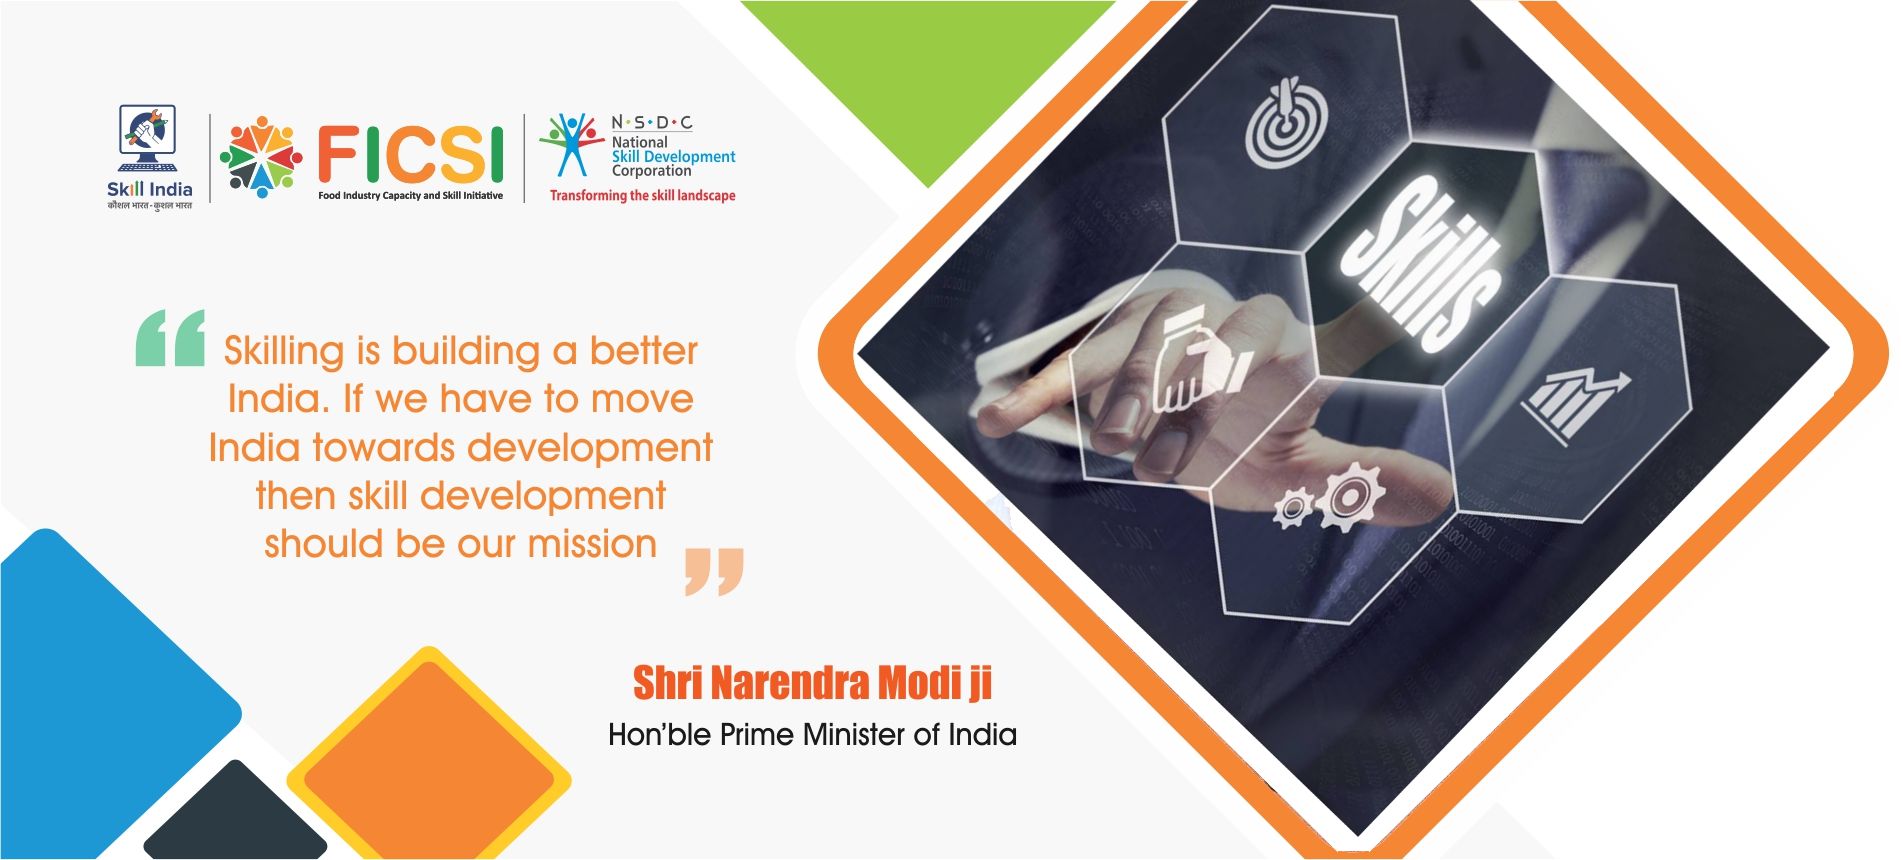 Skill India
कौशल भारत - कुशल भारत
FICSI
Food Industry Capacity and Skill Initiative
N·S·D·C
National
Skill Development
Corporation
Transforming the skill landscape
“Skilling is building a better
India. If we have to move
India towards development
then skill development
should be our mission”
Shri Narendra Modi ji
Hon’ble Prime Minister of India
Skills